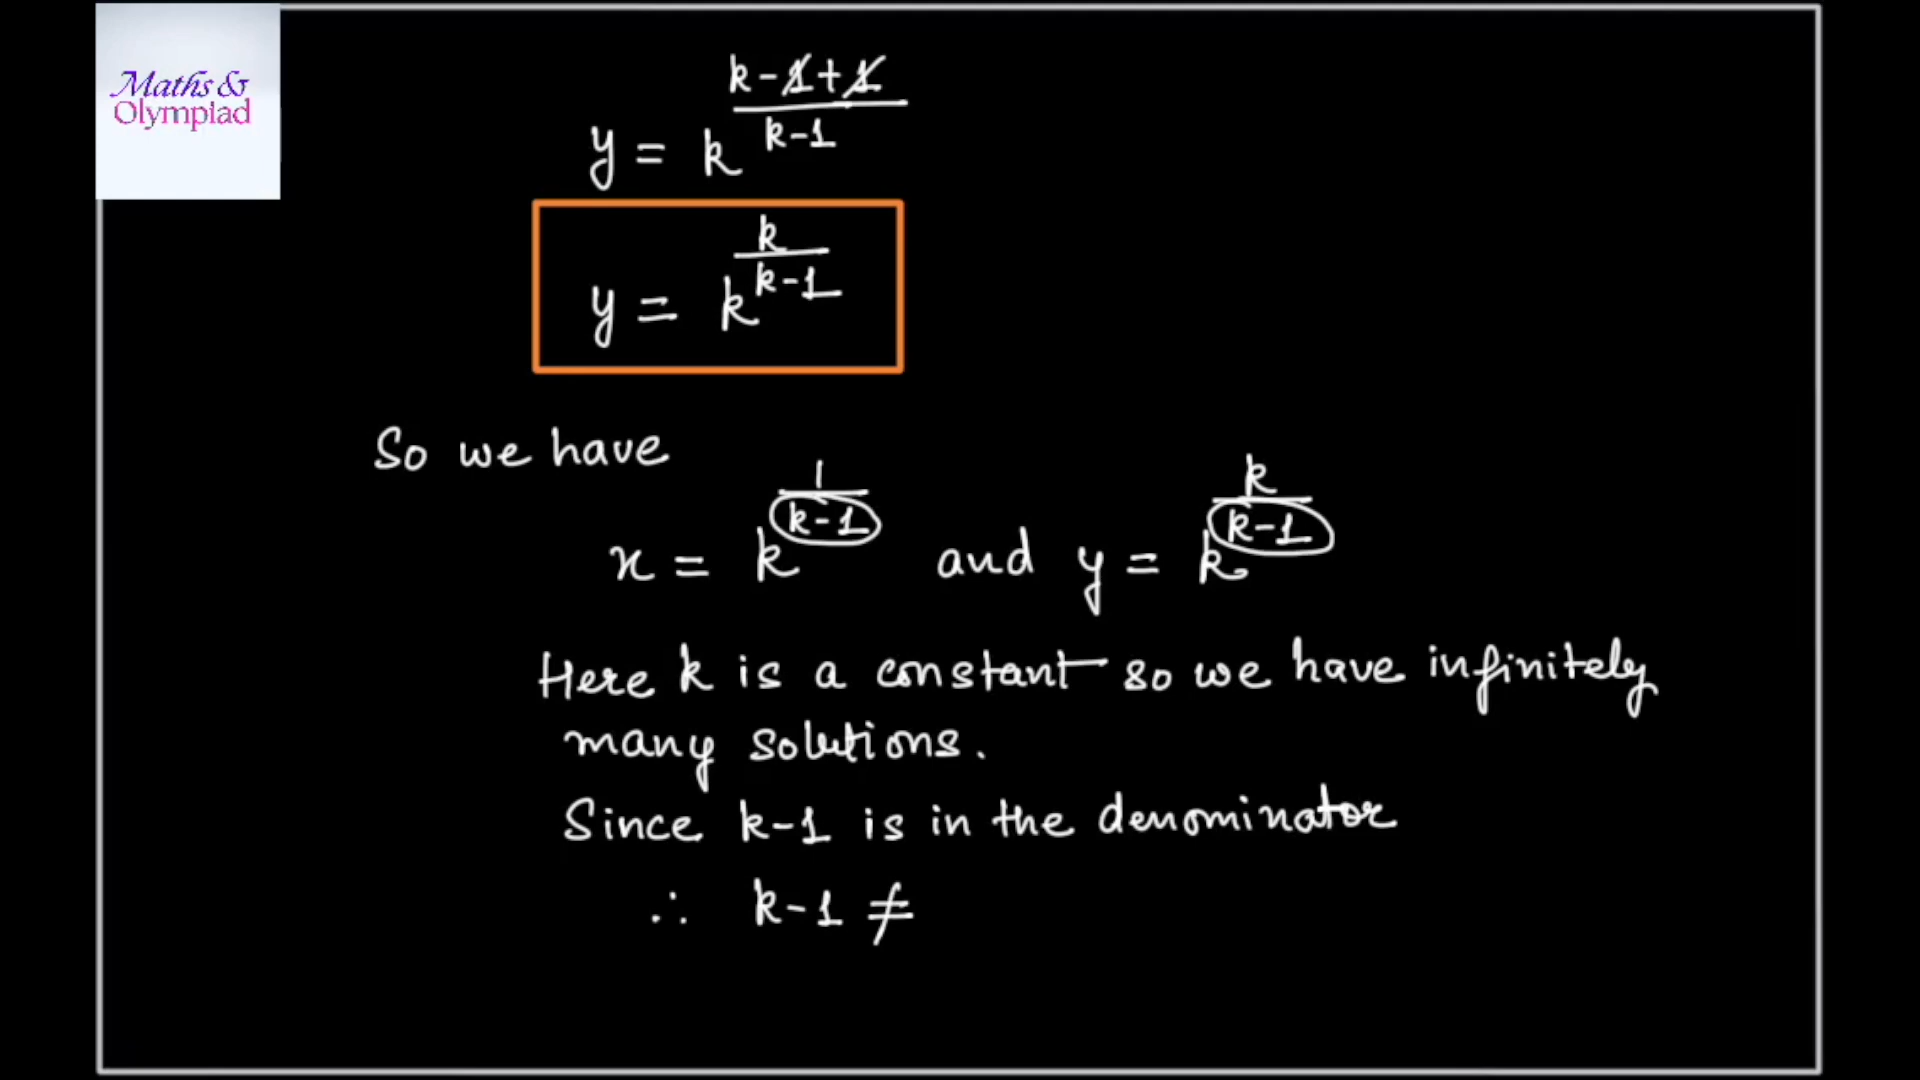 Maths &
Olympiad
y = k^((k-1+1)/(k-1))
y = k^(k/(k-1))
So we have
x = k^(1/(k-1)) and y = k^(k/(k-1))
Here k is a constant so we have infinitely
many solutions.
Since k-1 is in the denominator
∴ k-1 ≠